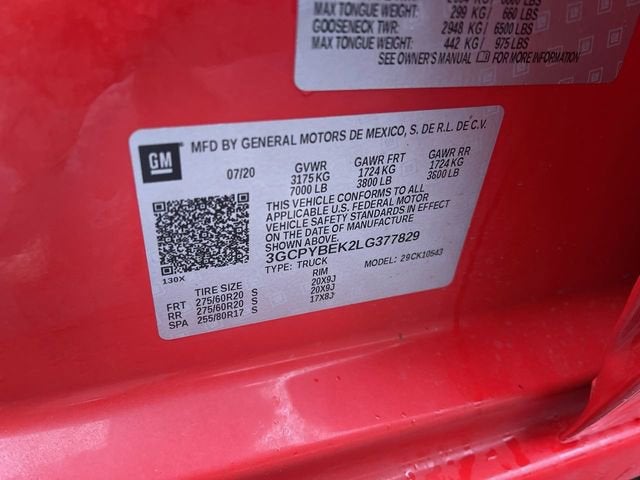 MAX TONGUE WEIGHT: 299 KG / 660 LBS
GOOSENECK TWR: 2948 KG / 6500 LBS
MAX TONGUE WEIGHT: 442 KG / 975 LBS
SEE OWNER'S MANUAL FOR MORE INFORMATION
GM
MFD BY GENERAL MOTORS DE MEXICO, S. DE R.L. DE C.V.
07/20 GVWR GAWR FRT GAWR RR
3175 KG 1724 KG 1724 KG
7000 LB 3800 LB 3800 LB
THIS VEHICLE CONFORMS TO ALL
APPLICABLE U.S. FEDERAL MOTOR
VEHICLE SAFETY STANDARDS IN EFFECT
ON THE DATE OF MANUFACTURE
SHOWN ABOVE.
3GCPYBEK2LG377829
TYPE: TRUCK MODEL: 29CK10543
130X
TIRE SIZE RIM
FRT 275/60R20 S 20X9J
RR 275/60R20 S 20X9J
SPA 255/80R17 S 17X8J